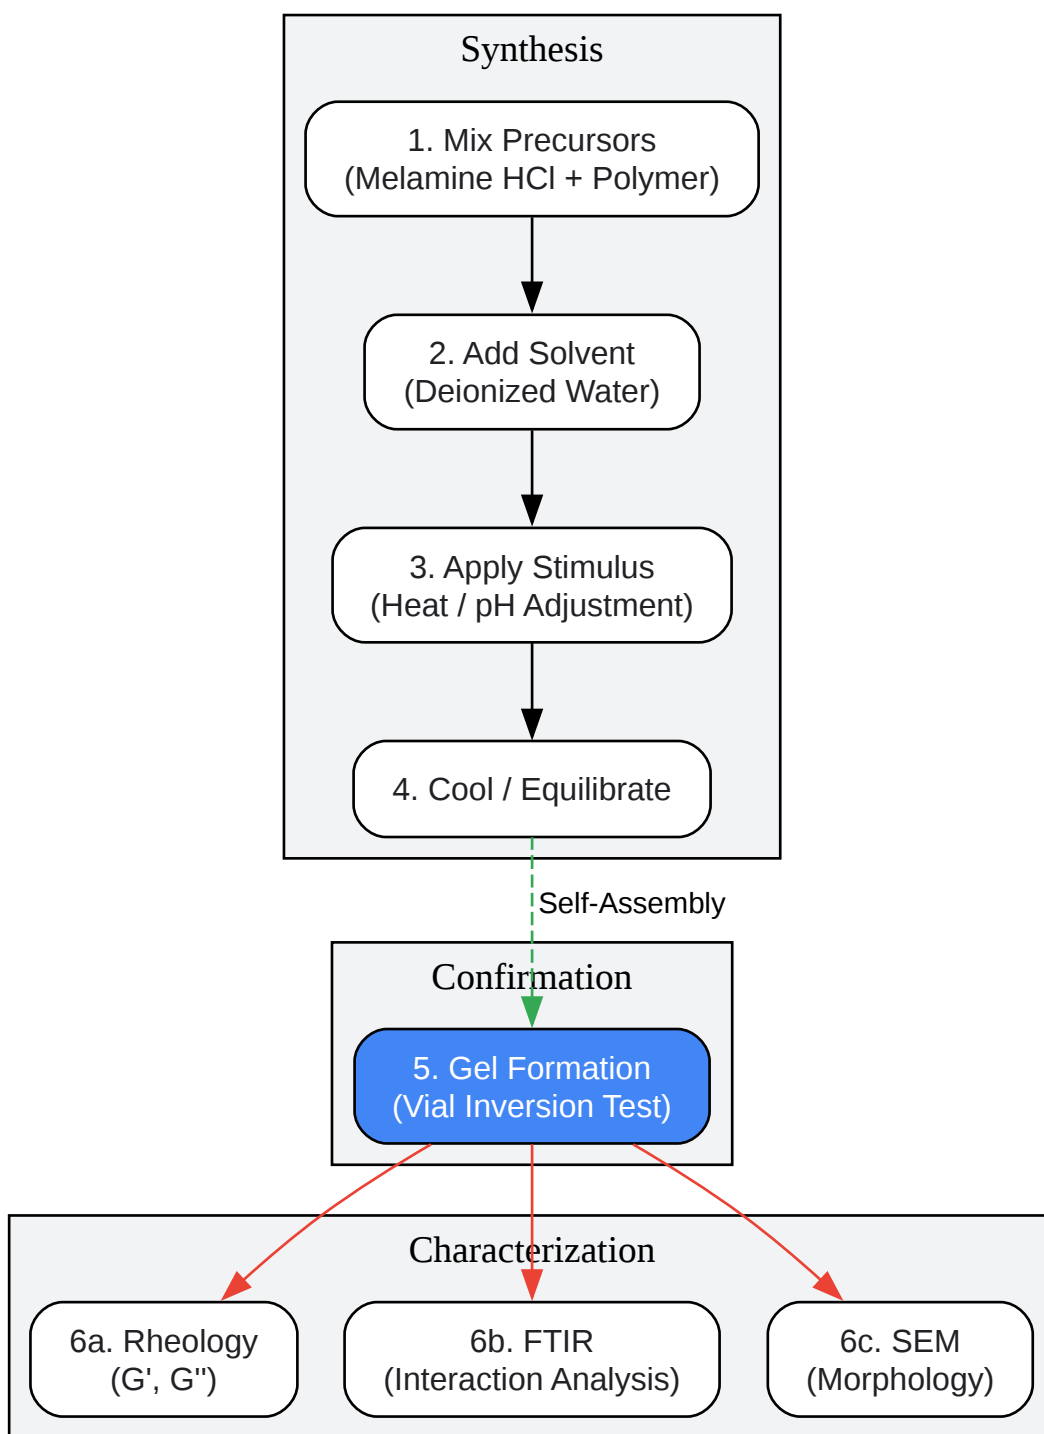 Synthesis
1. Mix Precursors
(Melamine HCl + Polymer)
2. Add Solvent
(Deionized Water)
3. Apply Stimulus
(Heat / pH Adjustment)
4. Cool / Equilibrate
Self-Assembly
Confirmation
5. Gel Formation
(Vial Inversion Test)
Characterization
6a. Rheology
(G', G'')
6b. FTIR
(Interaction Analysis)
6c. SEM
(Morphology)